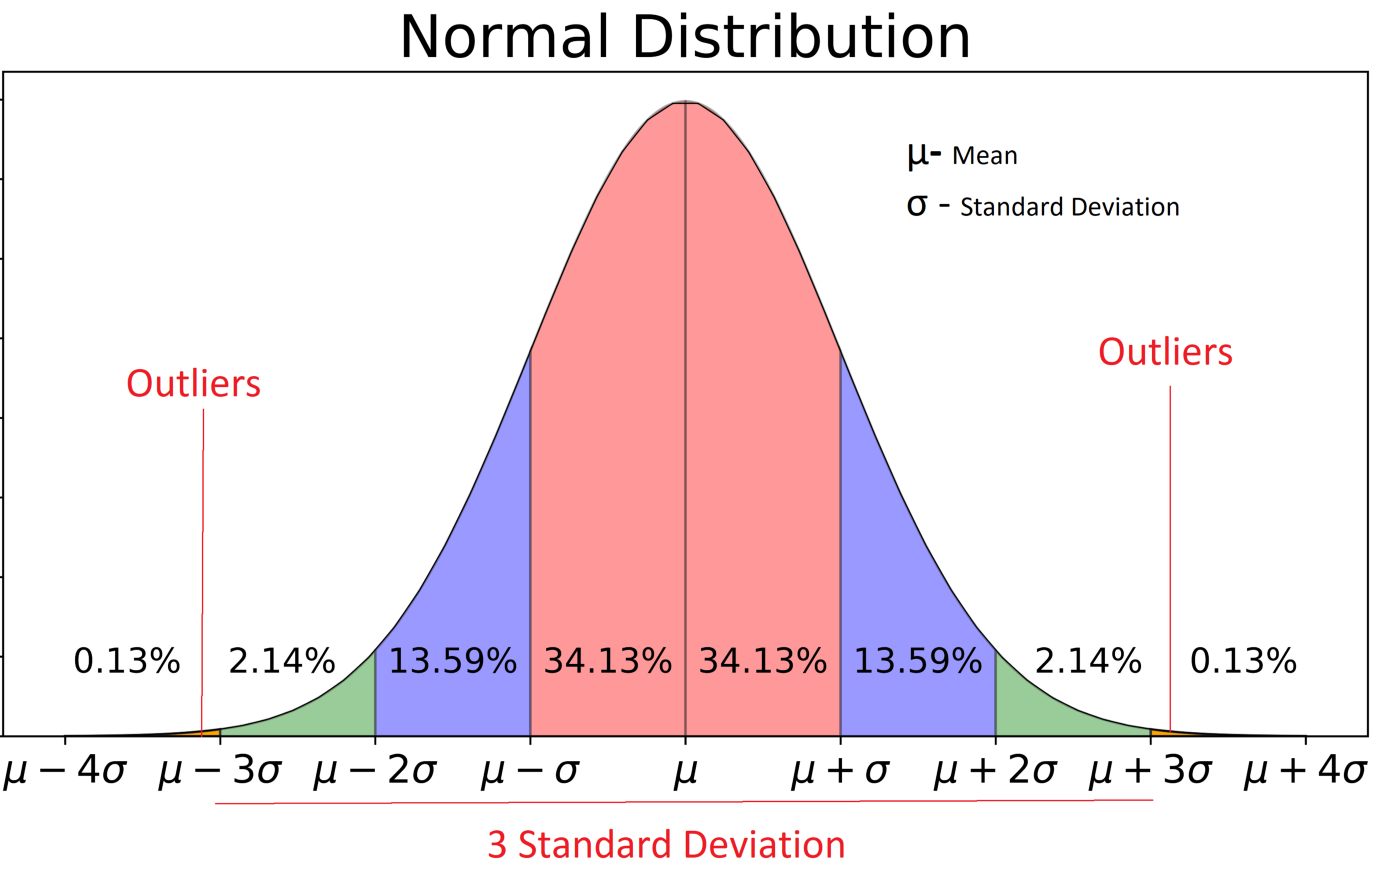 Normal Distribution
μ- Mean
σ - Standard Deviation
Outliers
Outliers
0.13% 2.14% 13.59% 34.13% 34.13% 13.59% 2.14% 0.13%
μ − 4σ μ − 3σ μ − 2σ μ − σ μ μ + σ μ + 2σ μ + 3σ μ + 4σ
3 Standard Deviation